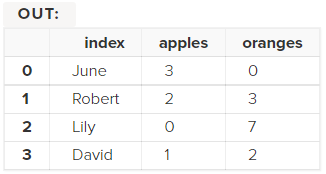 OUT:
index apples oranges
0 June 3 0
1 Robert 2 3
2 Lily 0 7
3 David 1 2